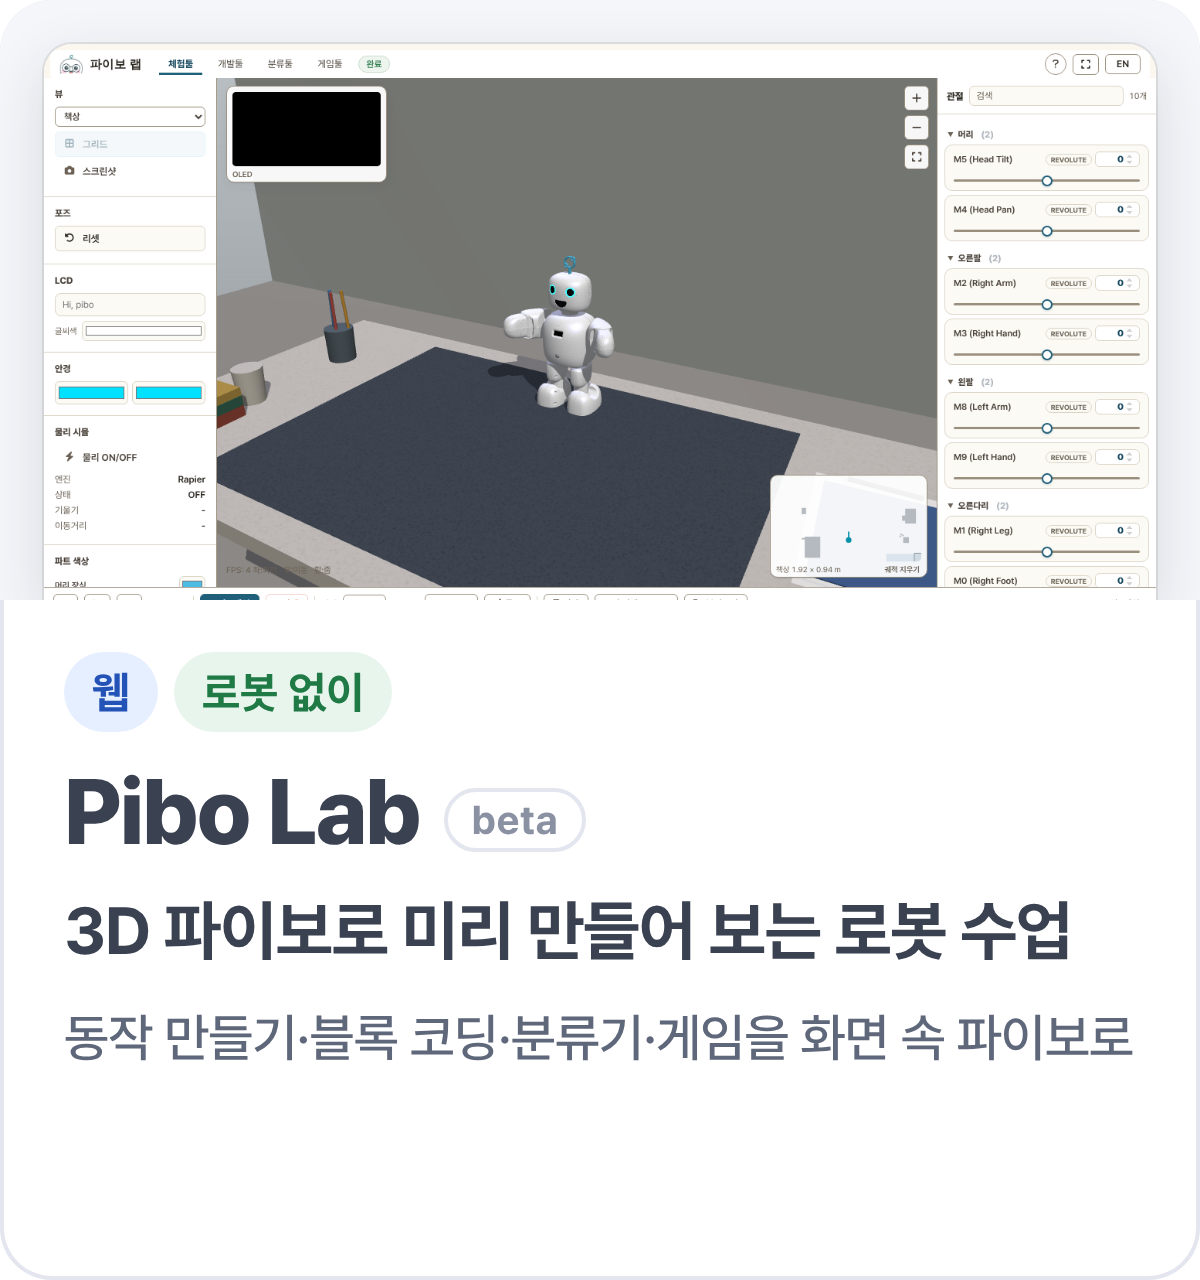 파이보 랩 체험툴 개발툴 분류툴 게임툴 완료 ? EN
뷰
책상
그리드
스크린샷
포즈
리셋
LCD
Hi, pibo
글씨색
안경
물리 시뮬
물리 ON/OFF
엔진 Rapier
상태 OFF
기울기 -
이동거리 -
파트 색상
머리 장식
OLED
+
−
책상 1.92 × 0.94 m 궤적 지우기
관절 검색 10개
▼ 머리 (2)
M5 (Head Tilt) REVOLUTE 0
M4 (Head Pan) REVOLUTE 0
▼ 오른팔 (2)
M2 (Right Arm) REVOLUTE 0
M3 (Right Hand) REVOLUTE 0
▼ 왼팔 (2)
M8 (Left Arm) REVOLUTE 0
M9 (Left Hand) REVOLUTE 0
▼ 오른다리 (2)
M1 (Right Leg) REVOLUTE 0
M0 (Right Foot) REVOLUTE 0
웹 로봇 없이
Pibo Lab beta
3D 파이보로 미리 만들어 보는 로봇 수업
동작 만들기·블록 코딩·분류기·게임을 화면 속 파이보로